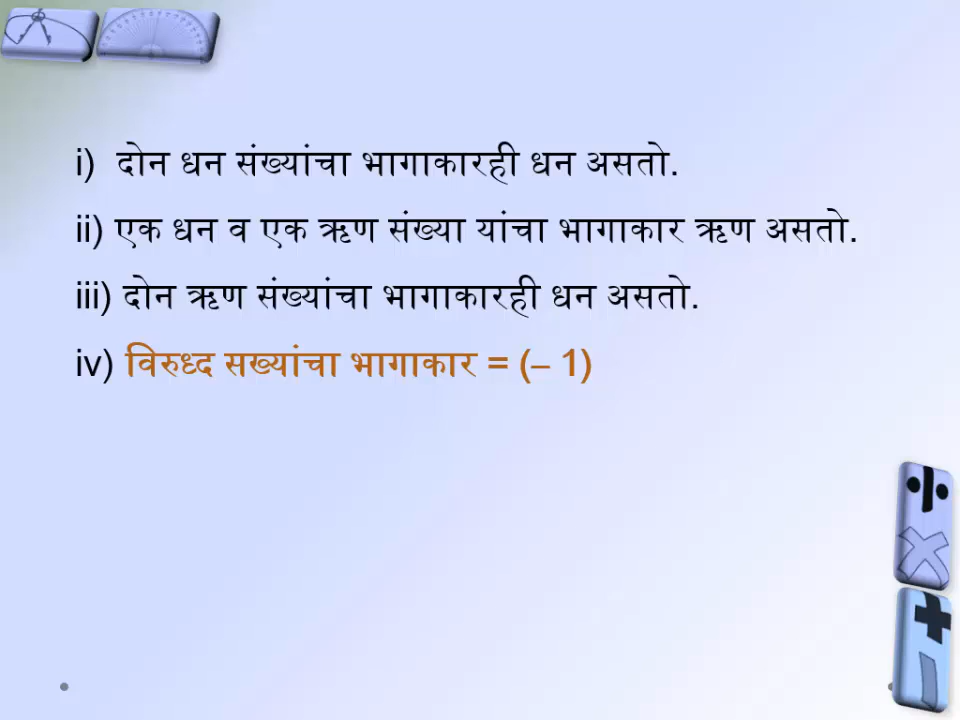 i) दोन धन संख्यांचा भागाकारही धन असतो.
ii) एक धन व एक ऋण संख्या यांचा भागाकार ऋण असतो.
iii) दोन ऋण संख्यांचा भागाकारही धन असतो.
iv) विरुध्द सख्यांचा भागाकार = (– 1)